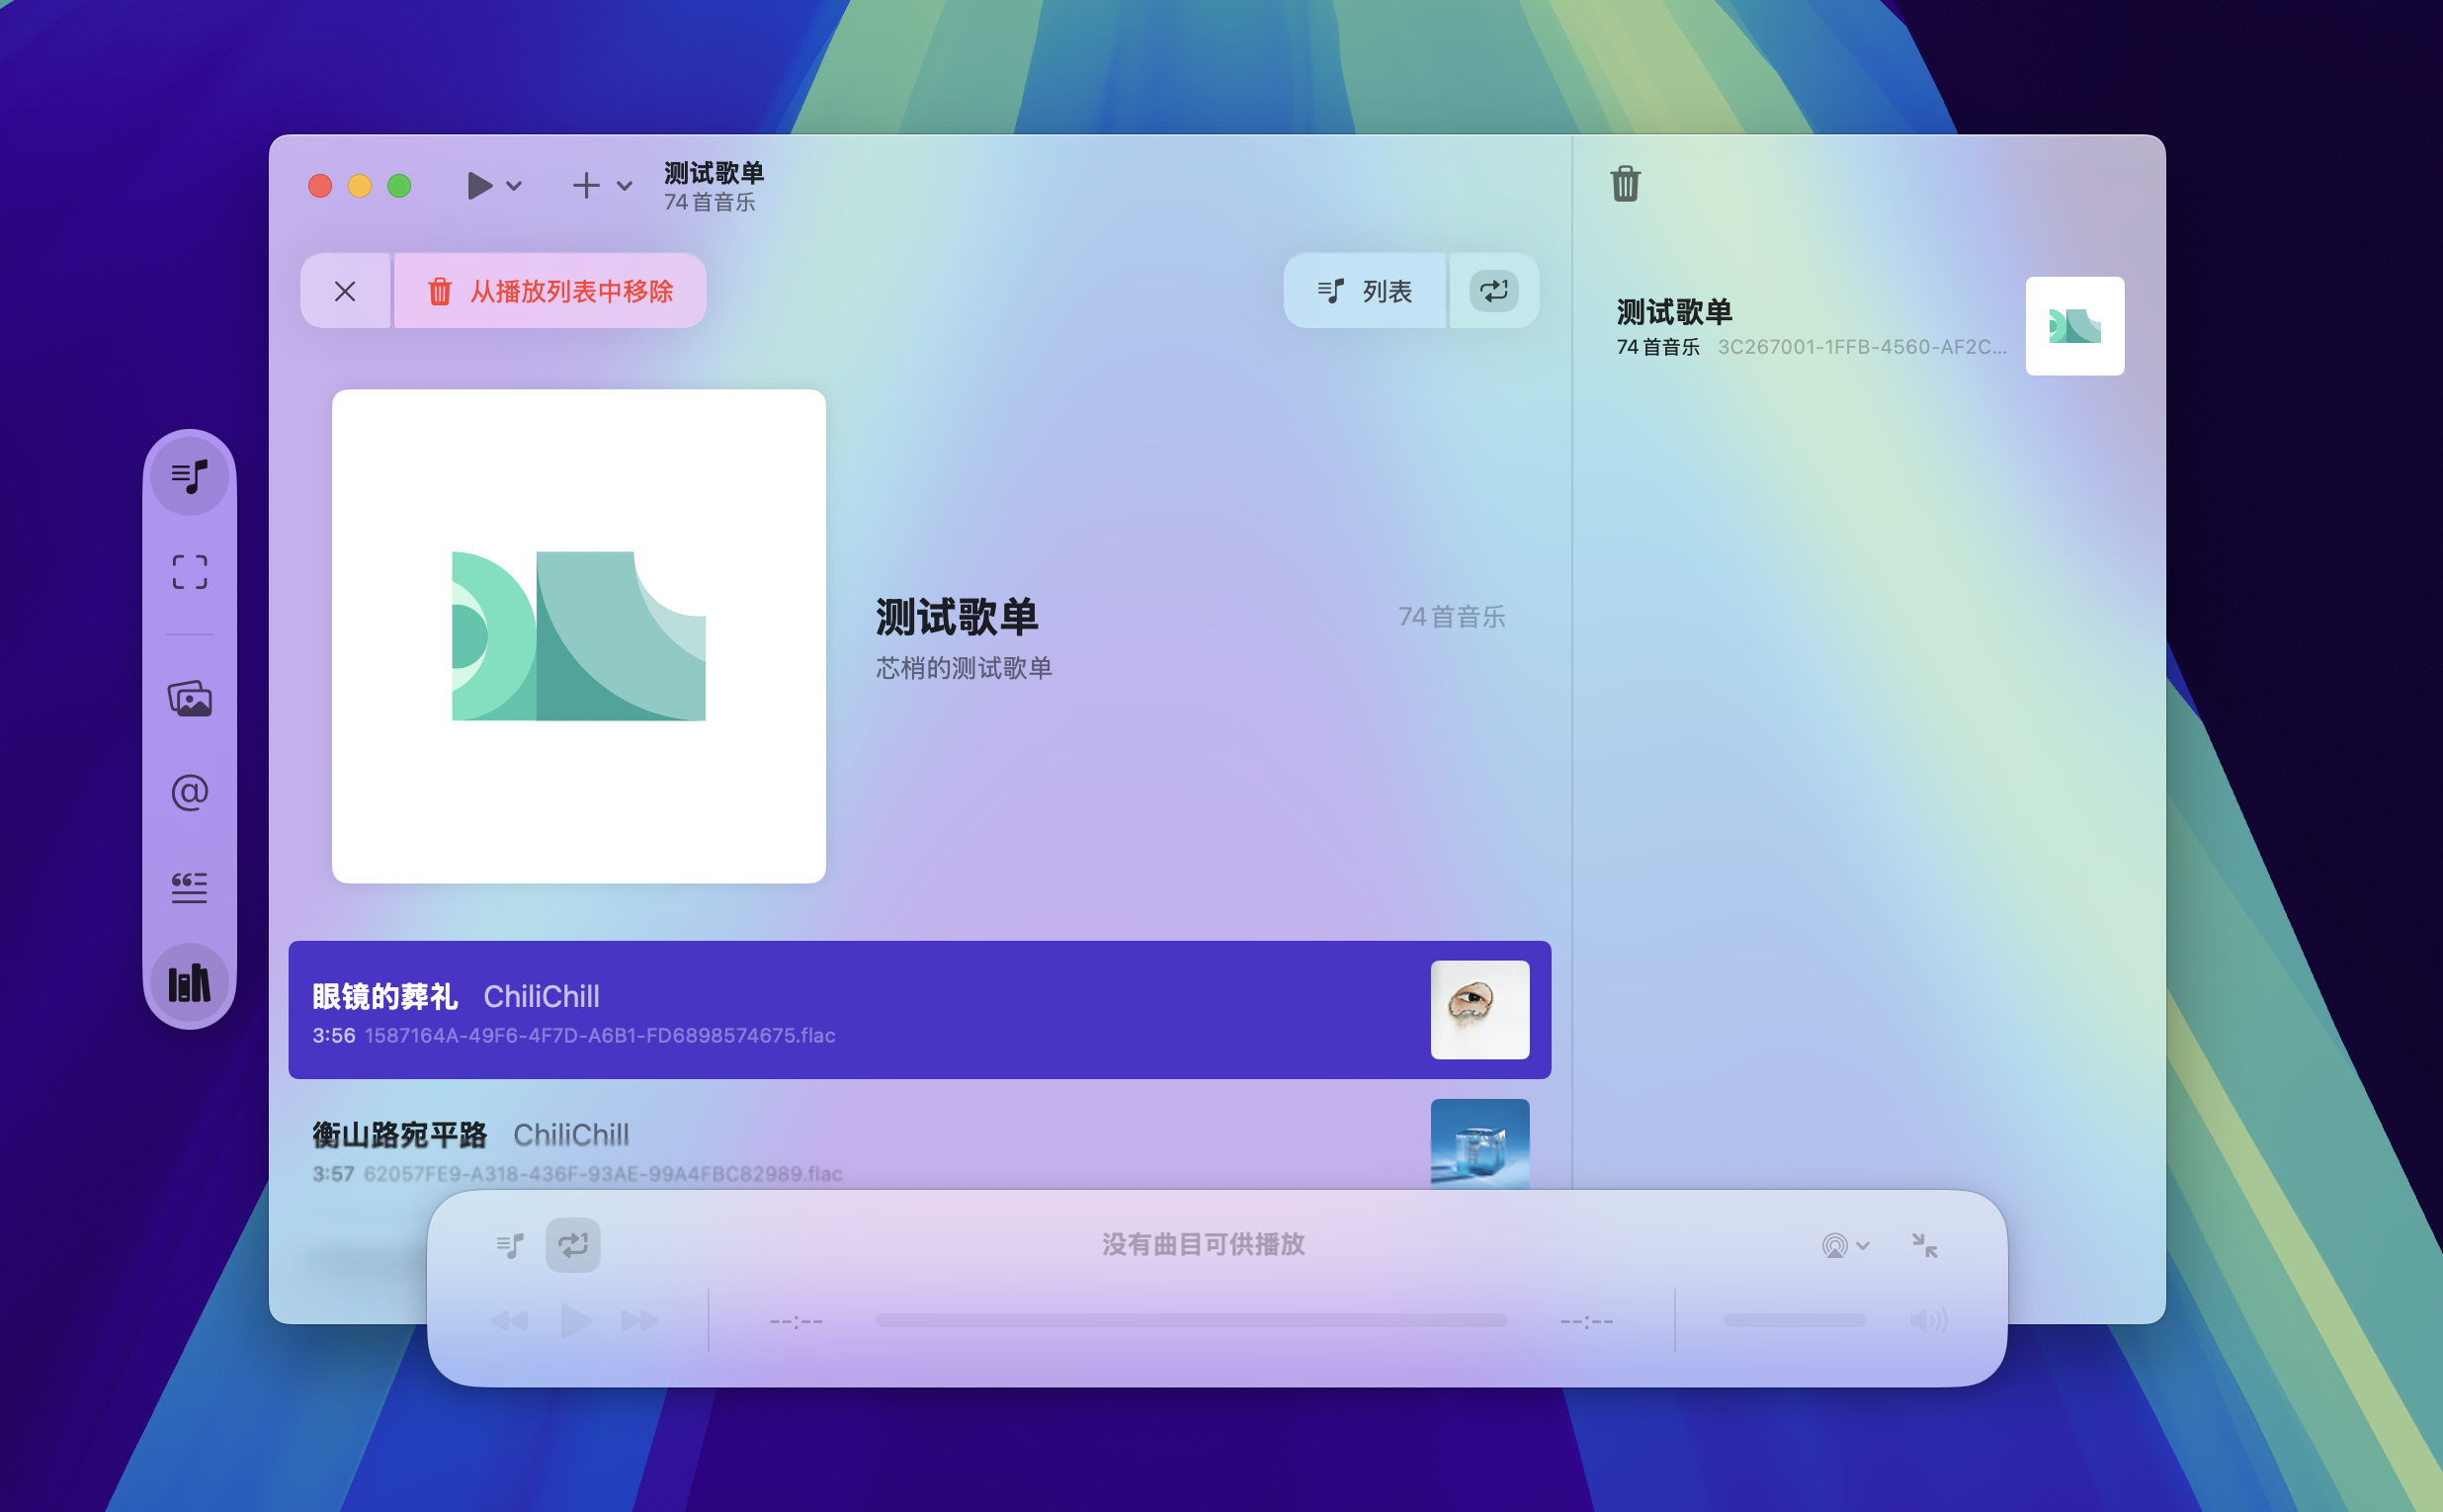 测试歌单
74 首音乐
从播放列表中移除
列表
测试歌单
74 首音乐 3C267001-1FFB-4560-AF2C...
测试歌单
74 首音乐
芯梢的测试歌单
眼镜的葬礼 ChiliChill
3:56 1587164A-49F6-4F7D-A6B1-FD6898574675.flac
衡山路宛平路 ChiliChill
3:57 62057FE9-A318-436F-93AE-99A4FBC82989.flac
没有曲目可供播放
--:--
--:--